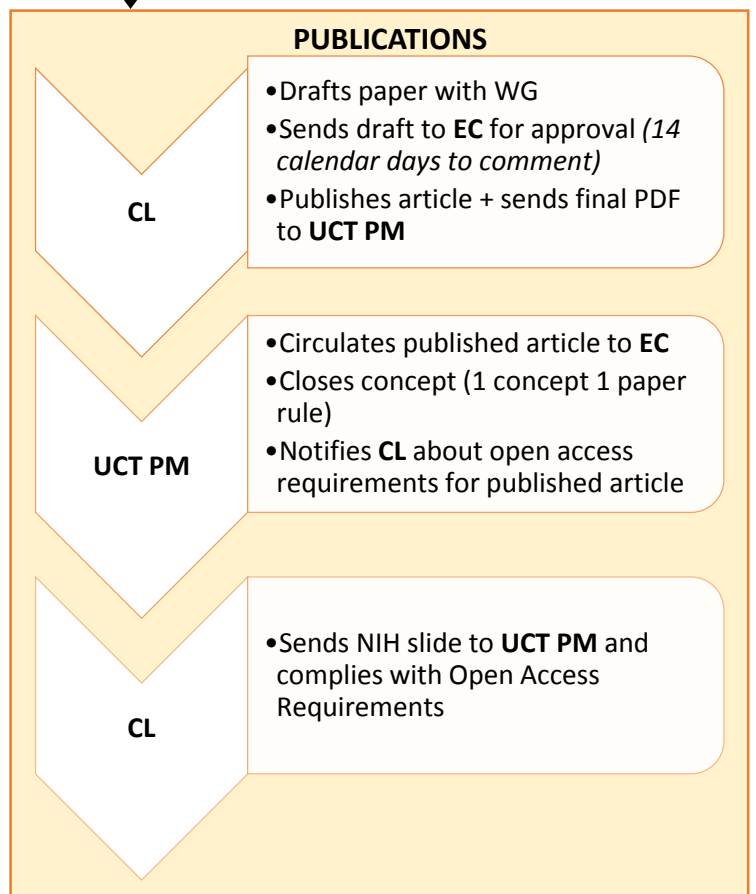 PUBLICATIONS
CL
•Drafts paper with WG
•Sends draft to EC for approval (14
calendar days to comment)
•Publishes article + sends final PDF
to UCT PM
UCT PM
•Circulates published article to EC
•Closes concept (1 concept 1 paper
rule)
•Notifies CL about open access
requirements for published article
CL
•Sends NIH slide to UCT PM and
complies with Open Access
Requirements